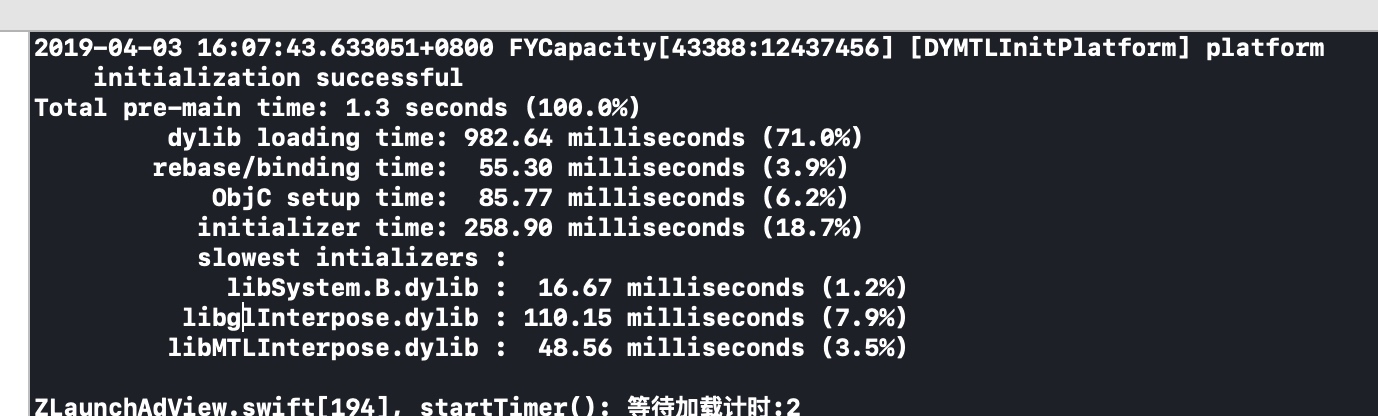 2019-04-03 16:07:43.633051+0800 FYCapacity[43388:12437456] [DYMTLInitPlatform] platform
initialization successful
Total pre-main time: 1.3 seconds (100.0%)
dylib loading time: 982.64 milliseconds (71.0%)
rebase/binding time: 55.30 milliseconds (3.9%)
ObjC setup time: 85.77 milliseconds (6.2%)
initializer time: 258.90 milliseconds (18.7%)
slowest intializers :
libSystem.B.dylib : 16.67 milliseconds (1.2%)
libglInterpose.dylib : 110.15 milliseconds (7.9%)
libMTLInterpose.dylib : 48.56 milliseconds (3.5%)
ZLaunchAdView.swift[194], startTimer(): 等待加载计时:2